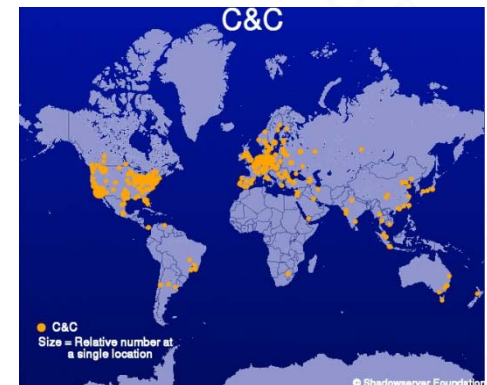 C&C
C&C
Size = Relative number at
a single location
© Shadowserver Foundation